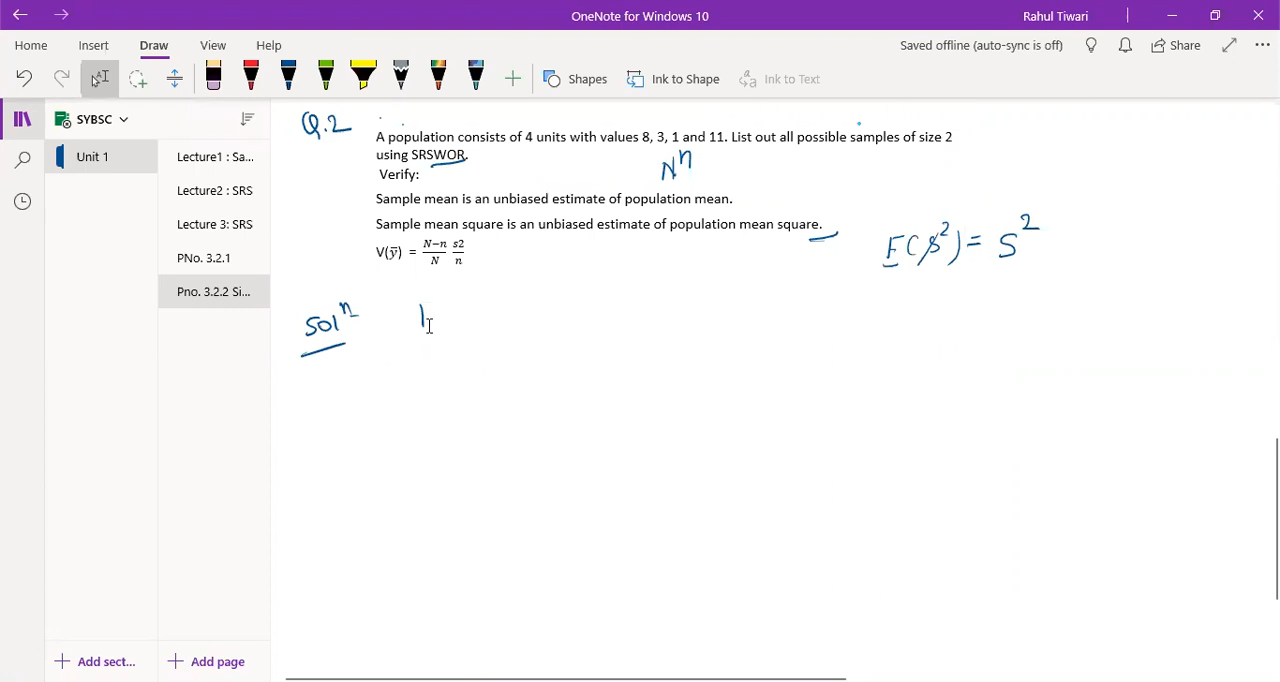 OneNote for Windows 10
Rahul Tiwari
Home Insert Draw View Help
Saved offline (auto-sync is off) Share
Shapes Ink to Shape Ink to Text
SYBSC
Unit 1
Lecture1 : Sa...
Lecture2 : SRS
Lecture 3: SRS
PNo. 3.2.1
Pno. 3.2.2 Si...
Add sect...
Add page
Q.2
A population consists of 4 units with values 8, 3, 1 and 11. List out all possible samples of size 2
using SRSWOR.
N^n
Verify:
Sample mean is an unbiased estimate of population mean.
Sample mean square is an unbiased estimate of population mean square.
E(s^2) = S^2
V(y̅) = N−n/N s2/n
Sol^n